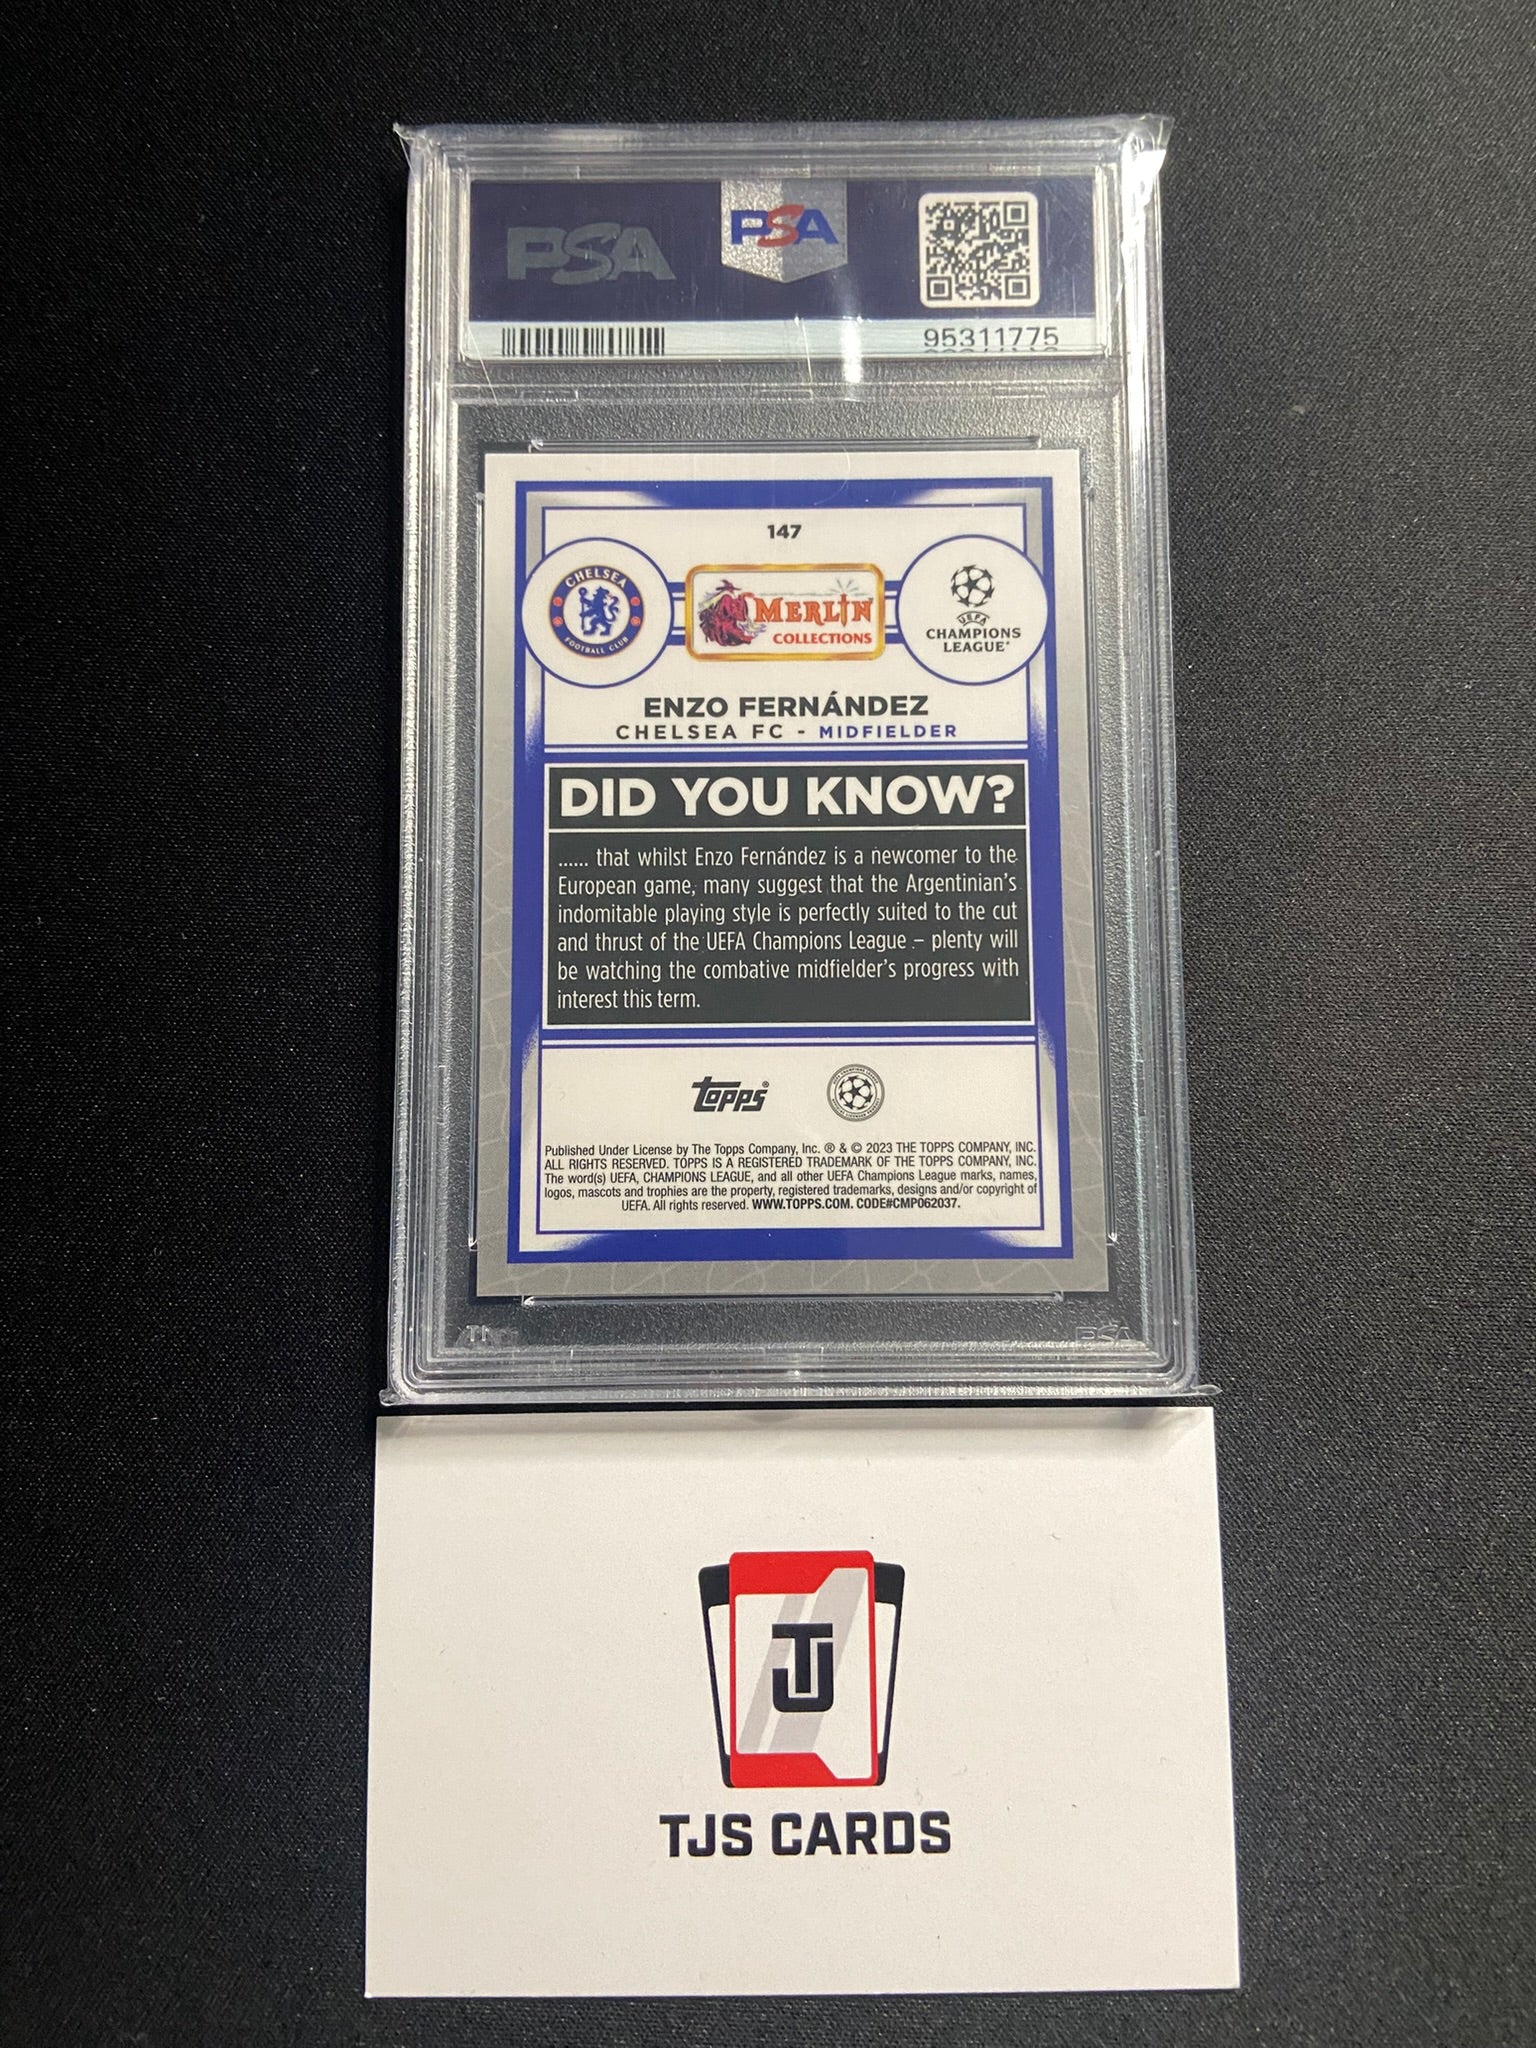 PSA
PSA
95311775
147
CHELSEA
FOOTBALL CLUB
MERLIN
COLLECTIONS
UEFA
CHAMPIONS
LEAGUE®
ENZO FERNÁNDEZ
CHELSEA FC - MIDFIELDER
DID YOU KNOW?
...... that whilst Enzo Fernández is a newcomer to the
European game, many suggest that the Argentinian's
indomitable playing style is perfectly suited to the cut
and thrust of the UEFA Champions League – plenty will
be watching the combative midfielder's progress with
interest this term.
Topps®
Published Under License by The Topps Company, Inc. ® & © 2023 THE TOPPS COMPANY, INC.
ALL RIGHTS RESERVED. TOPPS IS A REGISTERED TRADEMARK OF THE TOPPS COMPANY, INC.
The word(s) UEFA, CHAMPIONS LEAGUE, and all other UEFA Champions League marks, names,
logos, mascots and trophies are the property, registered trademarks, designs and/or copyright of
UEFA. All rights reserved. WWW.TOPPS.COM. CODE#CMP062037.
PSA
TJ
TJS CARDS